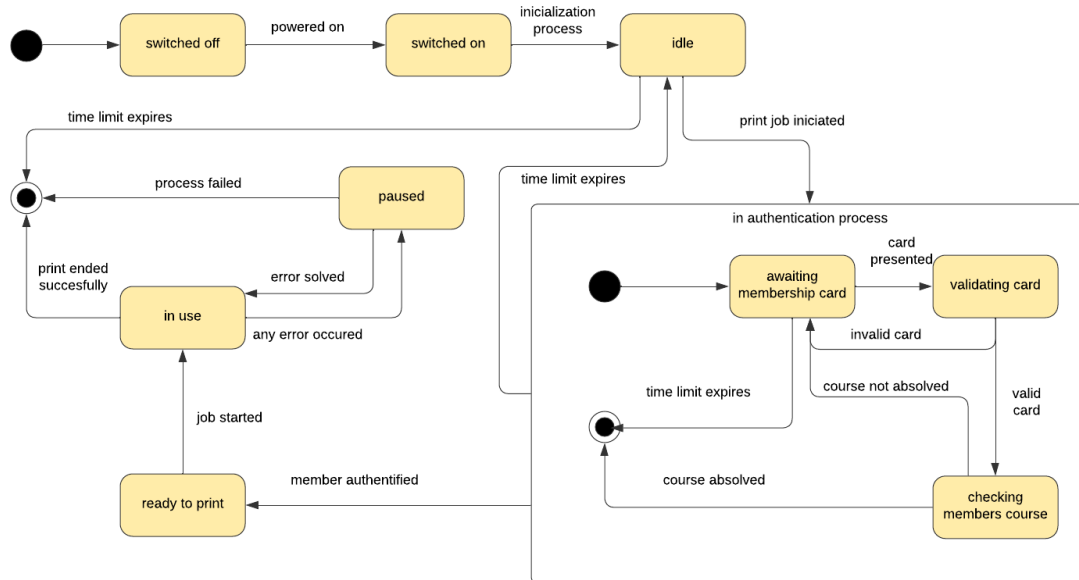 switched off
powered on
switched on
inicialization
process
idle
time limit expires
print job iniciated
process failed
paused
time limit expires
in authentication process
print ended
succesfully
error solved
in use
any error occured
awaiting
membership card
card
presented
validating card
invalid card
course not absolved
valid
card
time limit expires
job started
ready to print
member authentified
course absolved
checking
members course